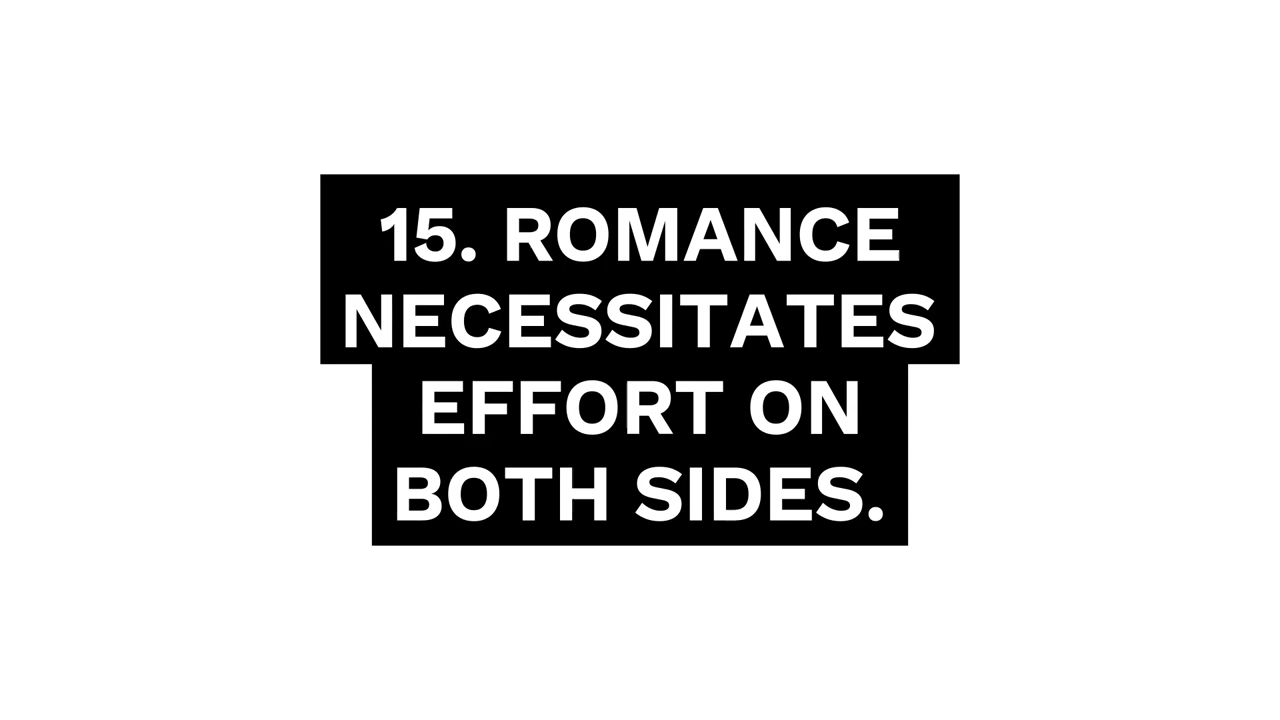 15. ROMANCE
NECESSITATES
EFFORT ON
BOTH SIDES.